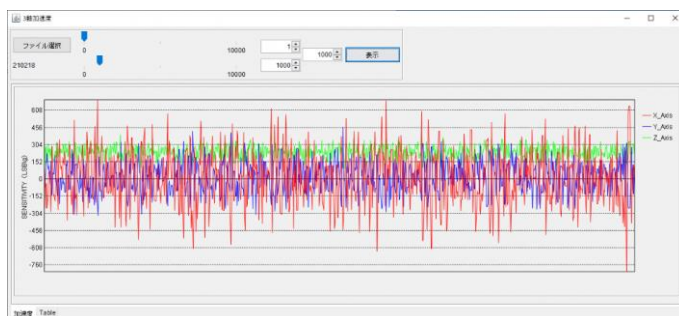 3軸加速度
ファイル選択
0 10000
1
1000
表示
210218
0 10000
1000
608
456
304
152
0
-152
-304
-456
-608
-760
SENSITIVITY (LSB/g)
X_Axis
Y_Axis
Z_Axis
加速度 Table